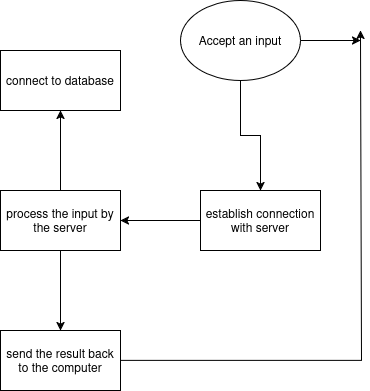 Accept an input
connect to database
process the input by
the server
establish connection
with server
send the result back
to the computer